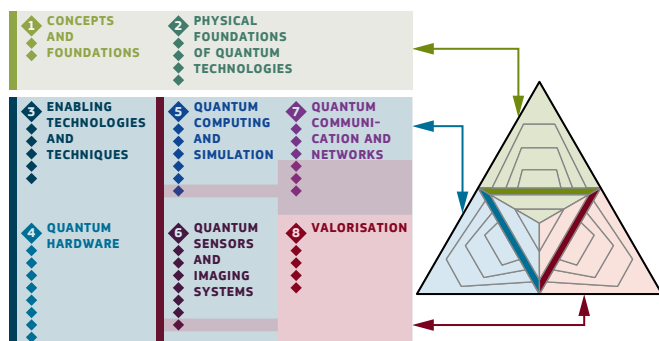 1 CONCEPTS
AND
FOUNDATIONS
2 PHYSICAL
FOUNDATIONS
OF QUANTUM
TECHNOLOGIES
3 ENABLING
TECHNOLOGIES
AND
TECHNIQUES
5 QUANTUM
COMPUTING
AND
SIMULATION
7 QUANTUM
COMMUNI-
CATION AND
NETWORKS
4 QUANTUM
HARDWARE
6 QUANTUM
SENSORS
AND
IMAGING
SYSTEMS
8 VALORISATION